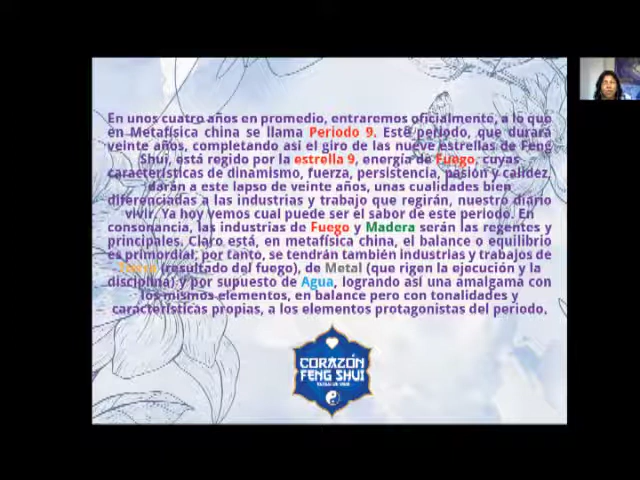 En unos cuatro años en promedio, entraremos oficialmente, a lo que
en Metafísica china se llama Periodo 9. Este periodo, que durará
veinte años, completando así el giro de las nueve estrellas de Feng
Shui, está regido por la estrella 9, energía de Fuego, cuyas
características de dinamismo, fuerza, persistencia, pasión y calidez,
darán a este lapso de veinte años, unas cualidades bien
diferenciadas a las industrias y trabajo que regirán, nuestro diario
vivir. Ya hoy vemos cual puede ser el sabor de este periodo. En
consonancia, las industrias de Fuego y Madera serán las regentes y
principales. Claro está, en metafísica china, el balance o equilibrio
es primordial, por tanto, se tendrán también industrias y trabajos de
Tierra (resultado del fuego), de Metal (que rigen la ejecución y la
disciplina) y por supuesto de Agua, logrando así una amalgama con
los mismos elementos, en balance pero con tonalidades y
características propias, a los elementos protagonistas del periodo.
CORAZÓN
FENG SHUI